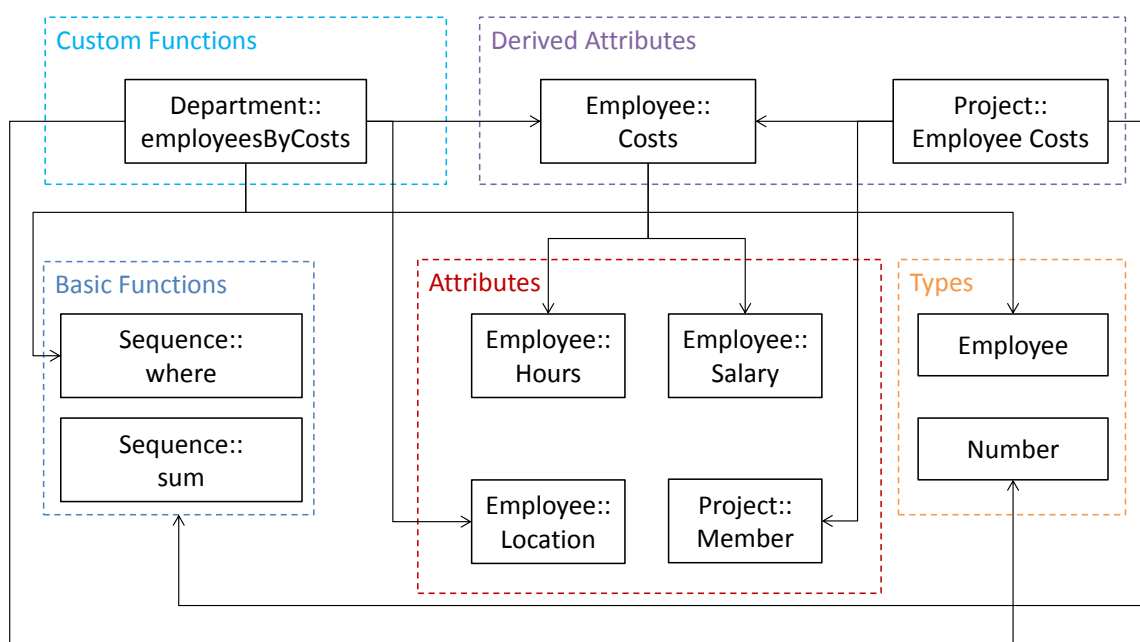 Custom Functions
Department::
employeesByCosts
Derived Attributes
Employee::
Costs
Project::
Employee Costs
Basic Functions
Sequence::
where
Sequence::
sum
Attributes
Employee::
Hours
Employee::
Salary
Employee::
Location
Project::
Member
Types
Employee
Number